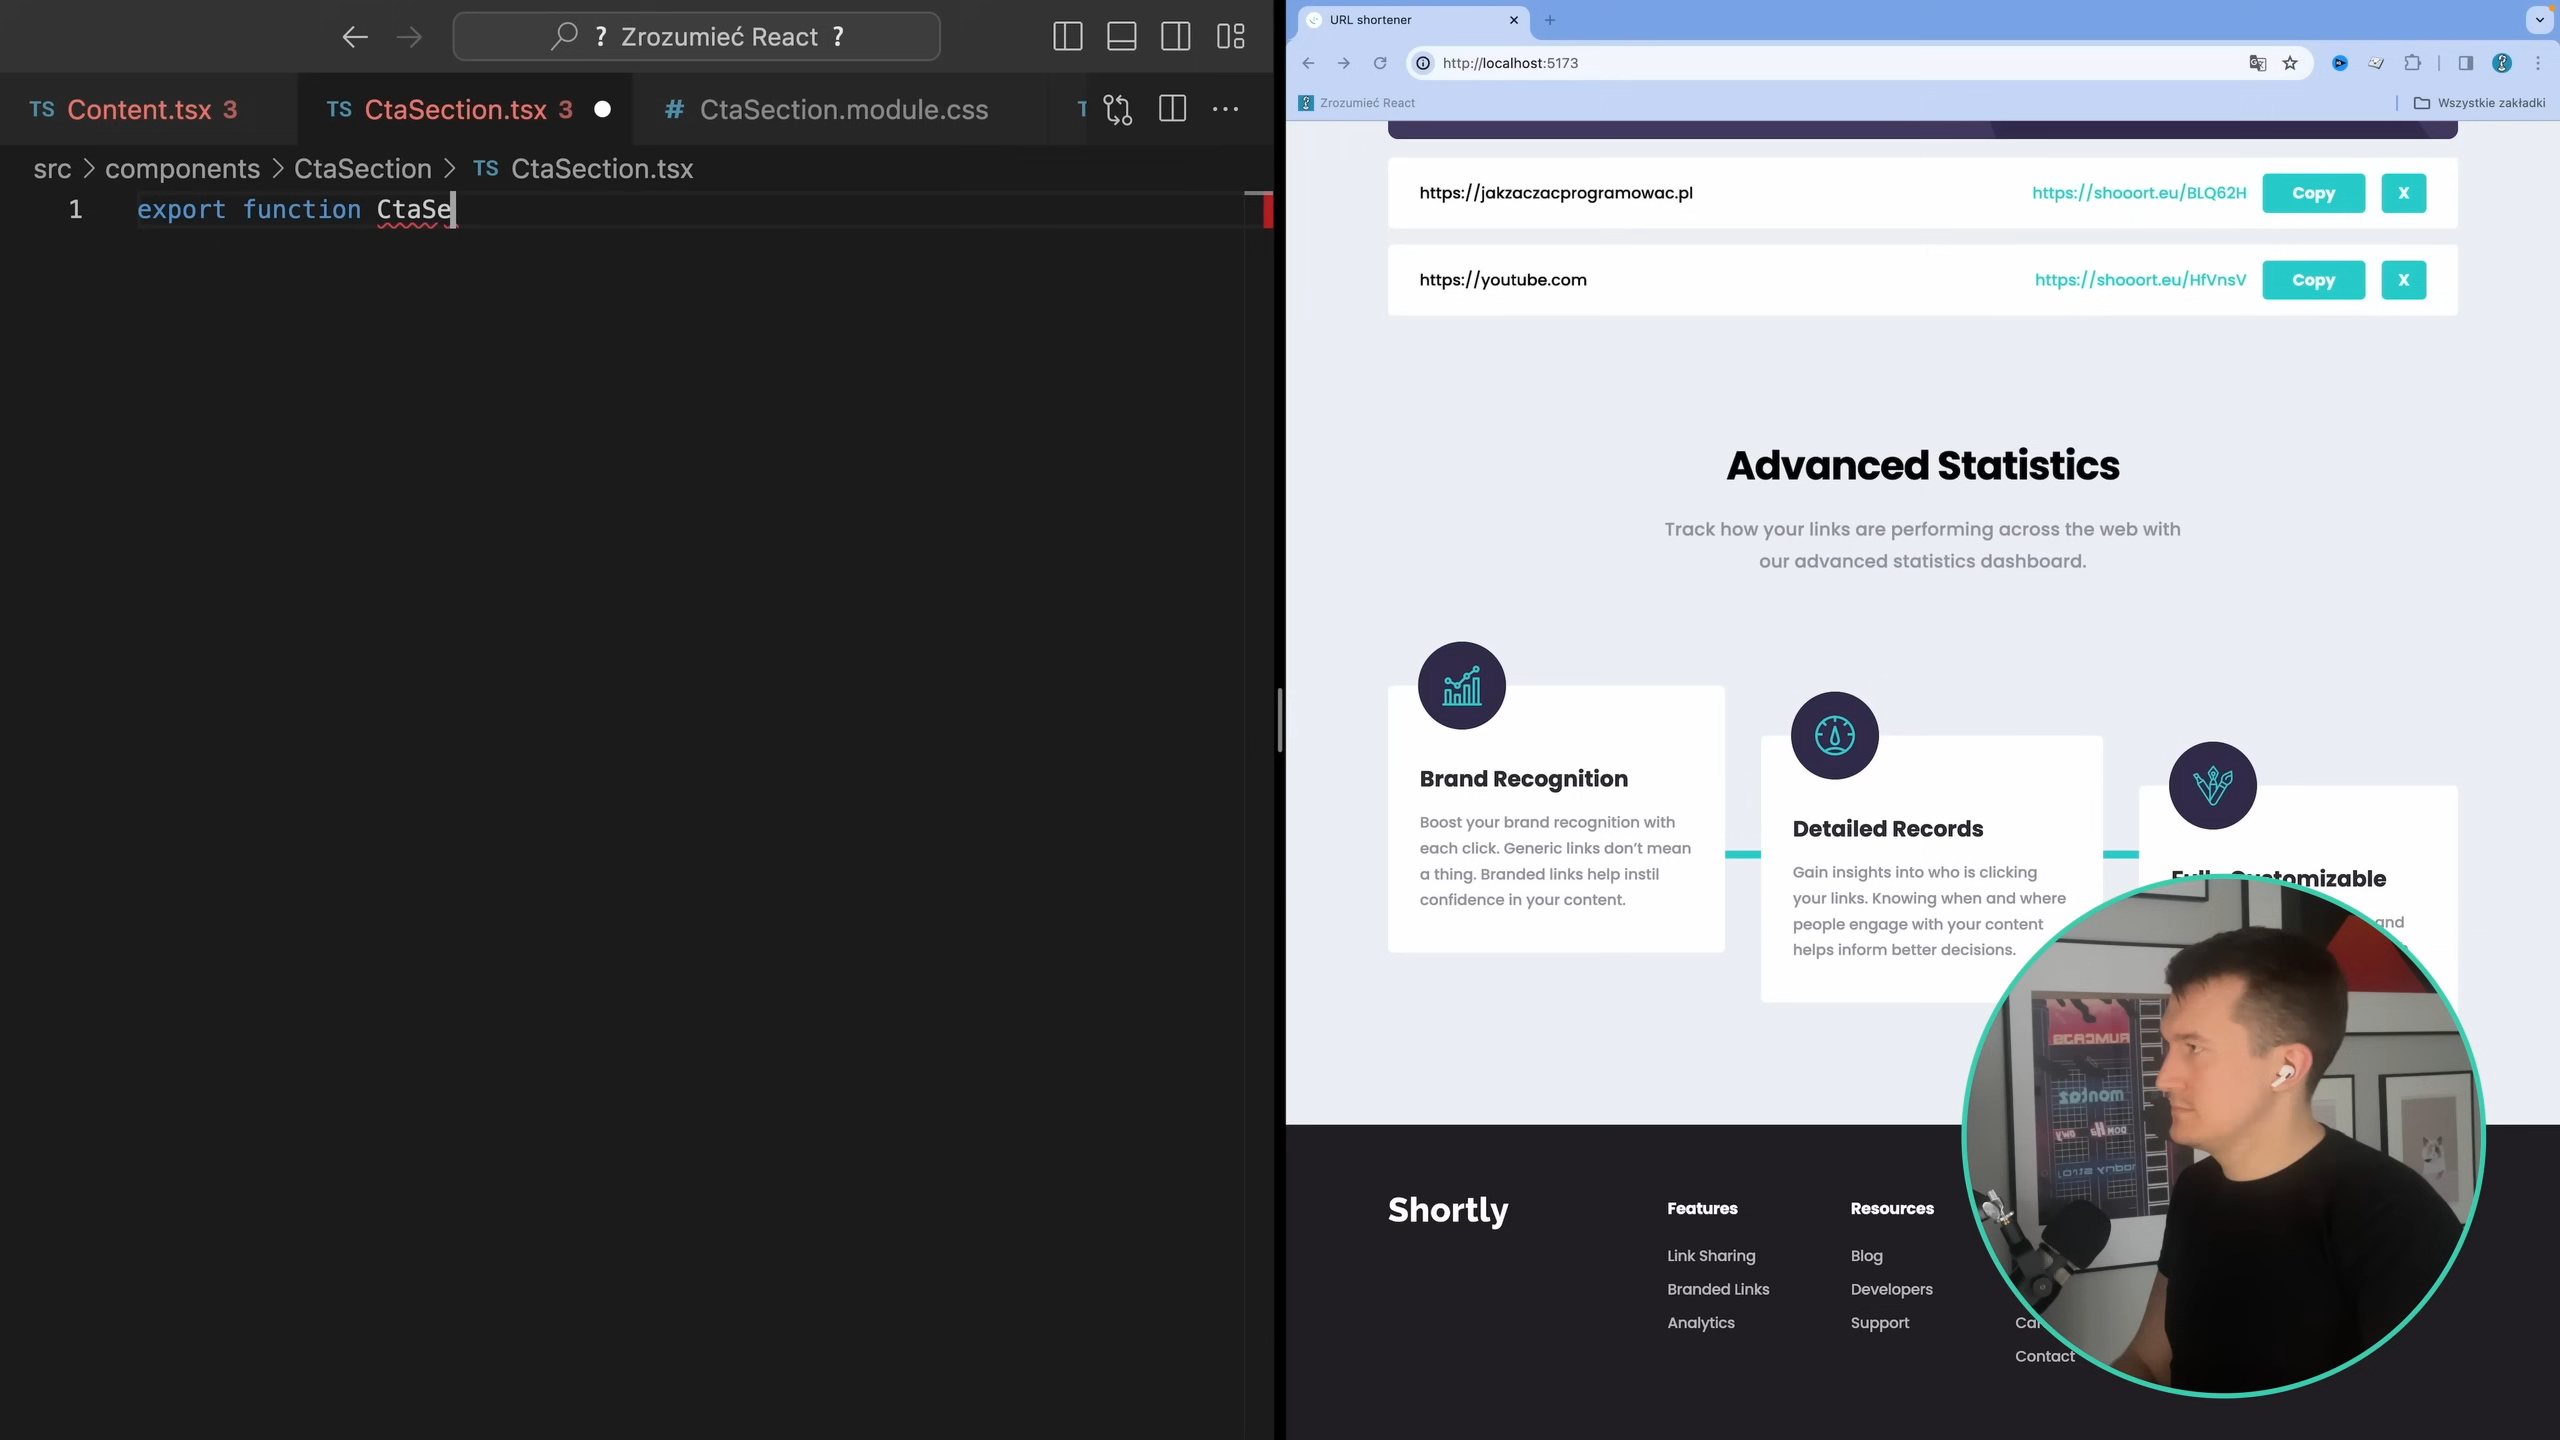 ? Zrozumieć React ?
TS Content.tsx 3
TS CtaSection.tsx 3
# CtaSection.module.css
src > components > CtaSection > TS CtaSection.tsx
1 export function CtaSe
URL shortener
http://localhost:5173
Zrozumieć React
Wszystkie zakładki
https://jakzaczacprogramowac.pl
https://shooort.eu/BLQ62H
Copy
X
https://youtube.com
https://shooort.eu/HfVnsV
Copy
X
Advanced Statistics
Track how your links are performing across the web with
our advanced statistics dashboard.
Brand Recognition
Boost your brand recognition with
each click. Generic links don't mean
a thing. Branded links help instil
confidence in your content.
Detailed Records
Gain insights into who is clicking
your links. Knowing when and where
people engage with your content
helps inform better decisions.
and
Shortly
Features
Link Sharing
Branded Links
Analytics
Resources
Blog
Developers
Support
Contact